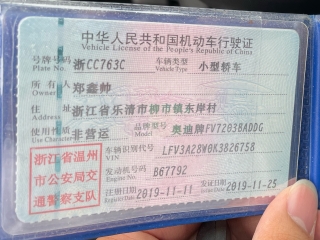 中华人民共和国机动车行驶证
Vehicle License of the People's Republic of China
号牌号码 浙CC763C 车辆类型 小型轿车
Plate No. Vehicle Type
所有人 郑鑫帅
Owner
住址 浙江省乐清市柳市镇东岸村
使用性质 非营运 品牌型号 奥迪牌FV7203BADDG
浙江省温州市公安局交通警察支队
车辆识别代号 LFV3A28W0K3826758
VIN
发动机号码 B67792
Engine No.
注册日期 2019-11-11 发证日期 2019-11-25
Register Date Issue Date